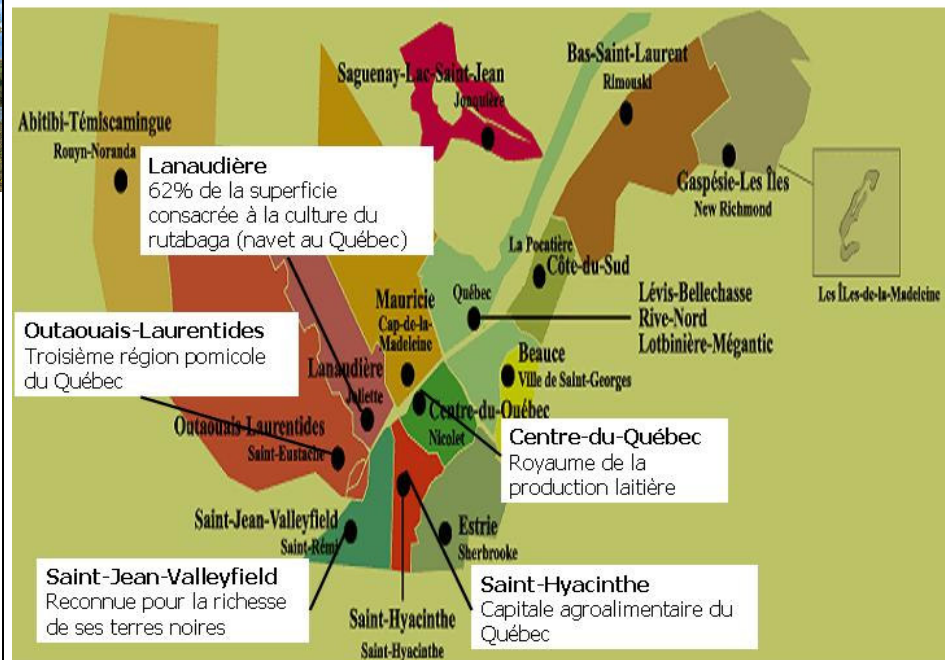 Saguenay-Lac-Saint-Jean
Jonquière
Bas-Saint-Laurent
Rimouski
Abitibi-Témiscamingue
Rouyn-Noranda
Lanaudière
62% de la superficie
consacrée à la culture du
rutabaga (navet au Québec)
Gaspésie-Les Îles
New Richmond
La Pocatière
Côte-du-Sud
Les ÎLes-de-la-Madeleine
Québec
Lévis-Bellechasse
Rive-Nord
Lotbinière-Mégantic
Mauricie
Cap-de-la-
Madeleine
Outaouais-Laurentides
Troisième région pomicole
du Québec
Beauce
Ville de Saint-Georges
Lanaudière
Joliette
Centre-du-Québec
Nicolet
Outaouais-Laurentides
Saint-Eustache
Centre-du-Québec
Royaume de la
production laitière
Saint-Jean-Valleyfield
Saint-Rémi
Estrie
Sherbrooke
Saint-Jean-Valleyfield
Reconnue pour la richesse
de ses terres noires
Saint-Hyacinthe
Capitale agroalimentaire du
Québec
Saint-Hyacinthe
Saint-Hyacinthe